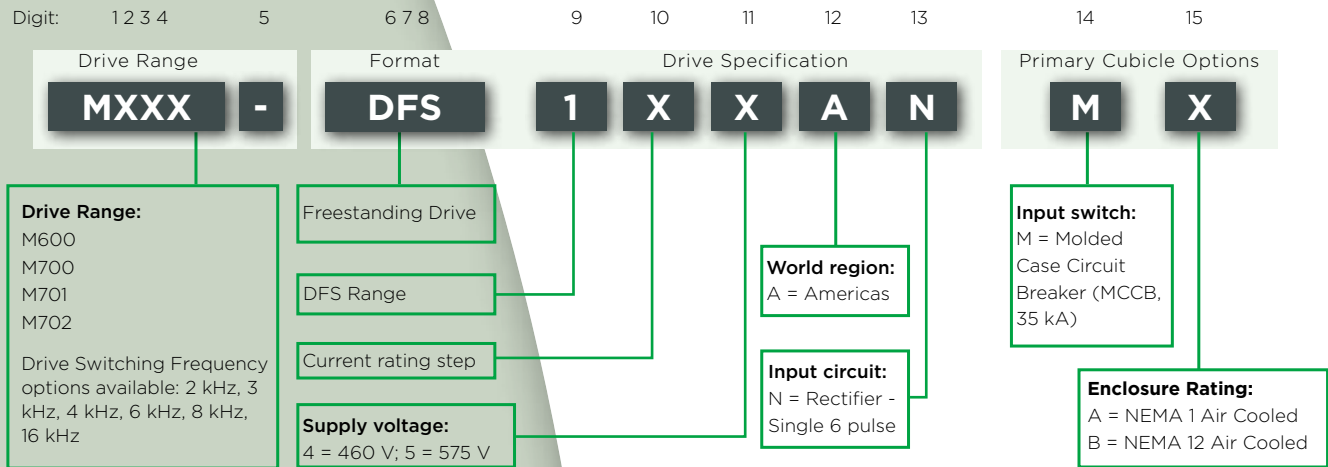 Digit: 1 2 3 4 5 6 7 8 9 10 11 12 13 14 15
Drive Range Format Drive Specification Primary Cubicle Options
MXXX - DFS 1 X X A N M X
Drive Range:
M600
M700
M701
M702
Drive Switching Frequency
options available: 2 kHz, 3
kHz, 4 kHz, 6 kHz, 8 kHz,
16 kHz
Freestanding Drive
DFS Range
Current rating step
Supply voltage:
4 = 460 V; 5 = 575 V
World region:
A = Americas
Input circuit:
N = Rectifier -
Single 6 pulse
Input switch:
M = Molded
Case Circuit
Breaker (MCCB,
35 kA)
Enclosure Rating:
A = NEMA 1 Air Cooled
B = NEMA 12 Air Cooled